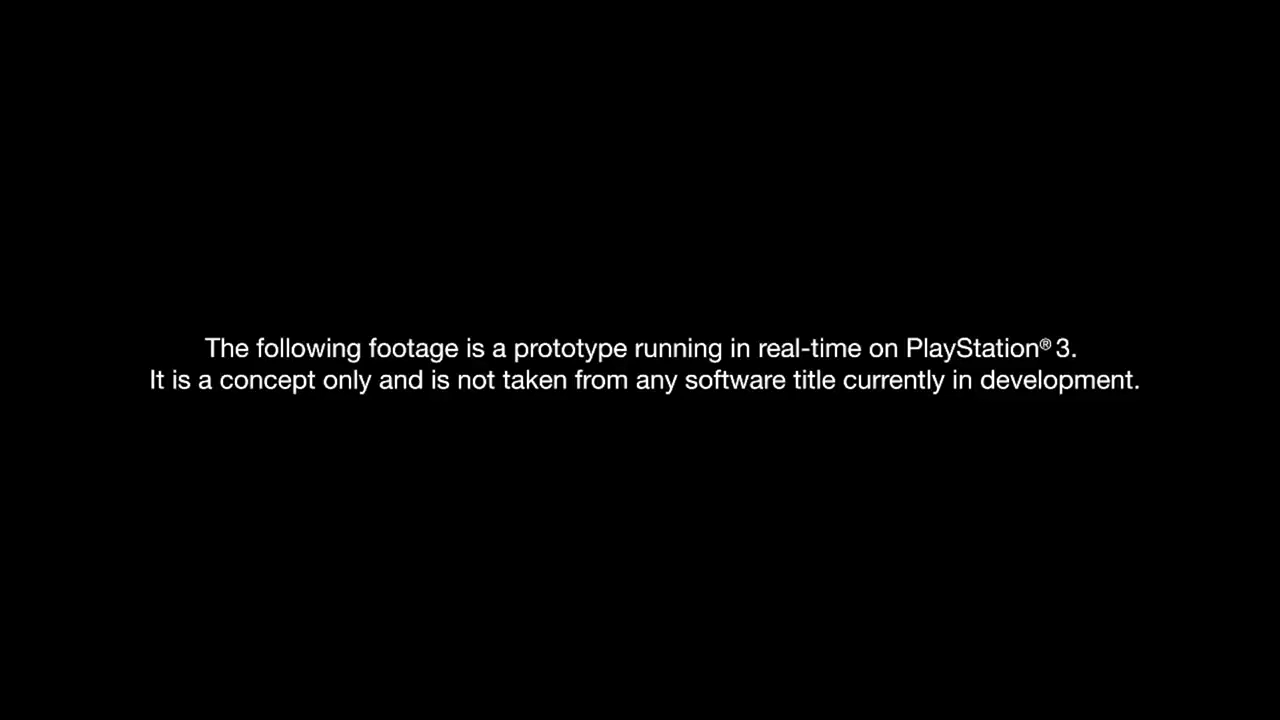 The following footage is a prototype running in real-time on PlayStation® 3.
It is a concept only and is not taken from any software title currently in development.